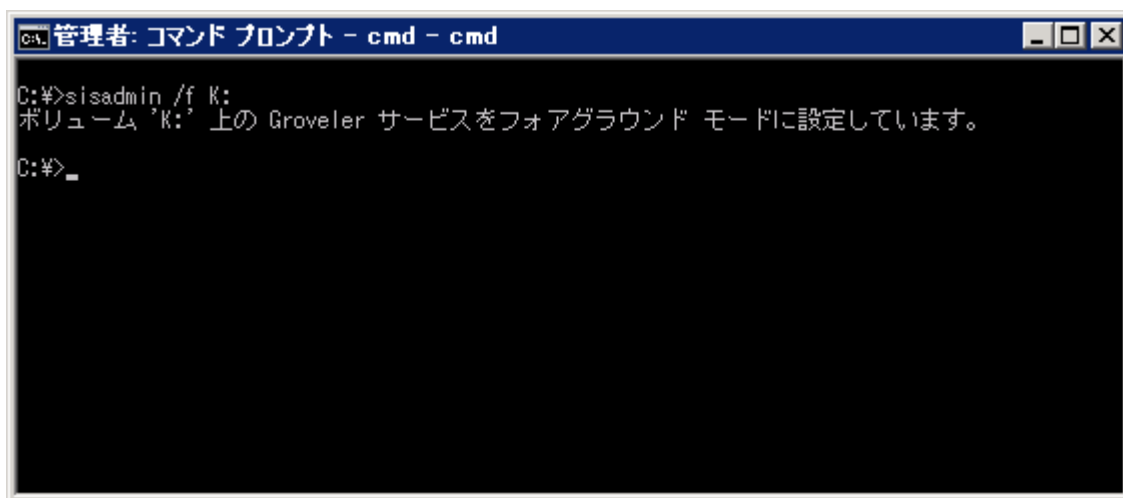 管理者: コマンド プロンプト - cmd - cmd
C:¥>sisadmin /f K:
ボリューム 'K:' 上の Groveler サービスをフォアグラウンド モードに設定しています。
C:¥>_